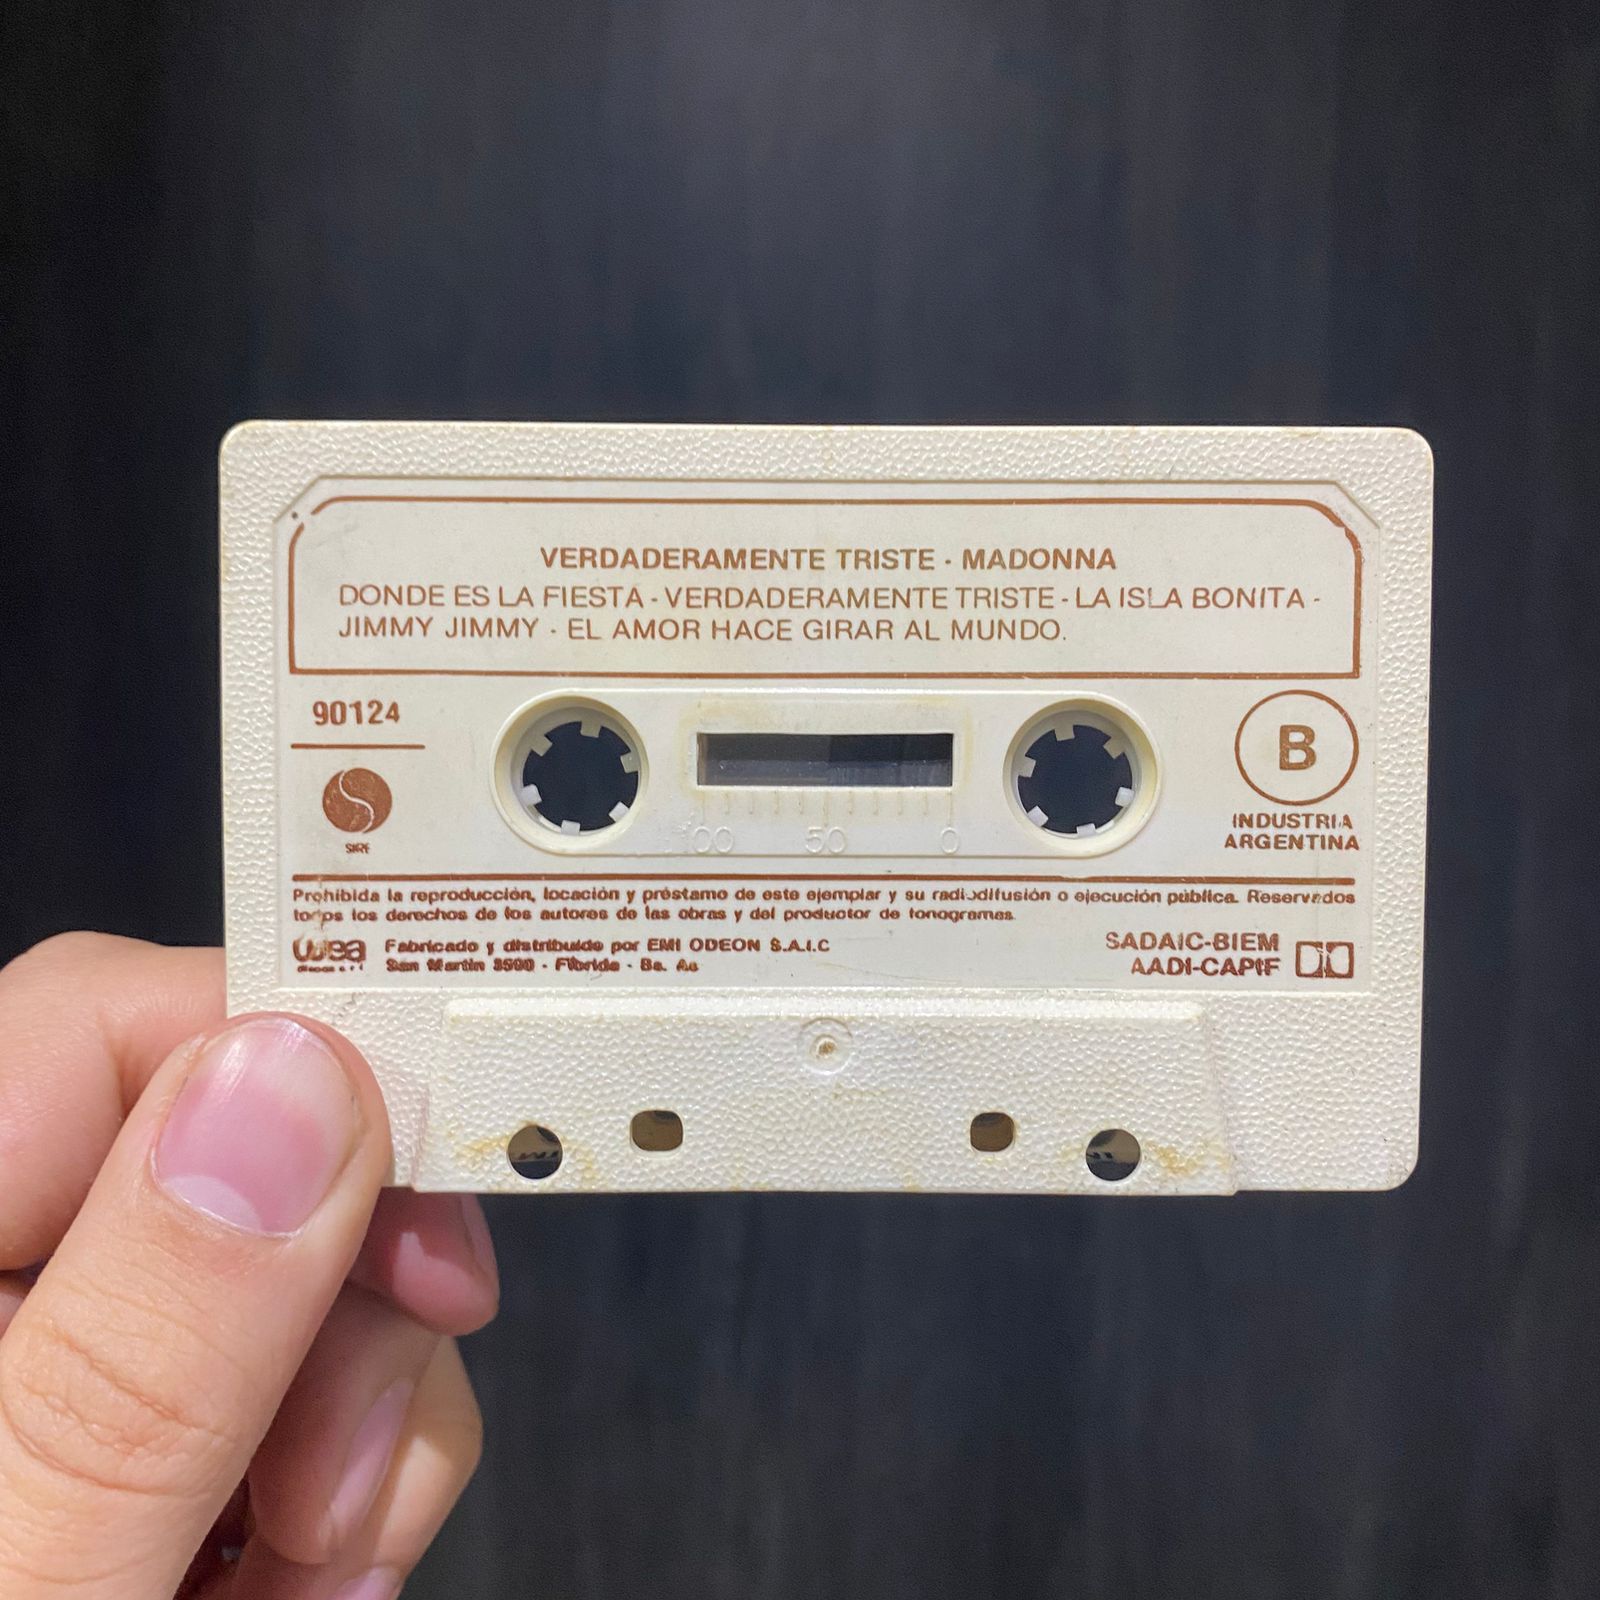 VERDADERAMENTE TRISTE - MADONNA
DONDE ES LA FIESTA - VERDADERAMENTE TRISTE - LA ISLA BONITA -
JIMMY JIMMY - EL AMOR HACE GIRAR AL MUNDO.
90124
SIRE
100 50 0
B
INDUSTRIA
ARGENTINA
Prohibida la reproducción, locación y préstamo de este ejemplar y su radiodifusión o ejecución pública. Reservados
todos los derechos de los autores de las obras y del productor de fonogramas.
wea
Fabricado y distribuido por EMI ODEON S.A.I.C
San Martin 3500 - Florida - Bs. As
SADAIC-BIEM
AADI-CAPIF